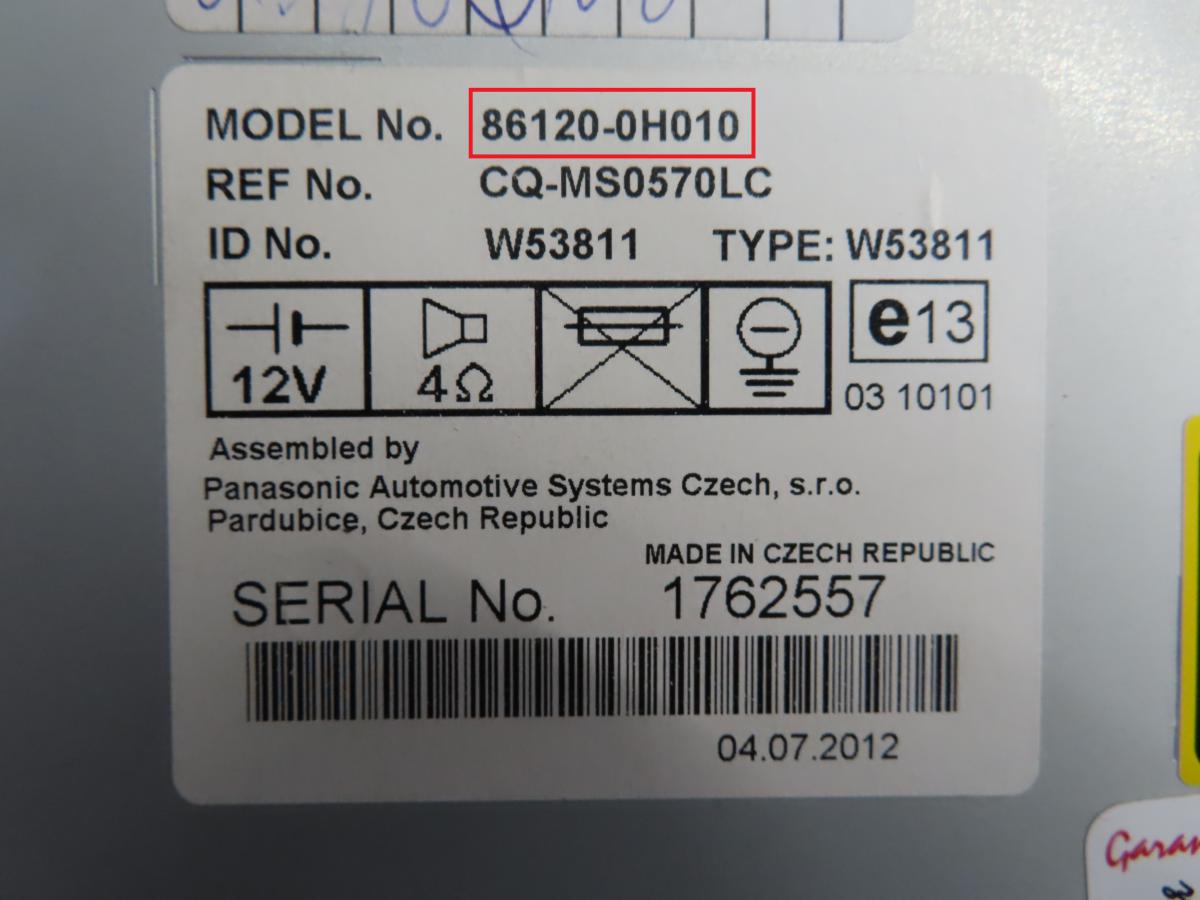 MODEL No. 86120-0H010
REF No. CQ-MS0570LC
ID No. W53811 TYPE: W53811
12V 4Ω e13
03 10101
Assembled by
Panasonic Automotive Systems Czech, s.r.o.
Pardubice, Czech Republic
MADE IN CZECH REPUBLIC
SERIAL No. 1762557
04.07.2012